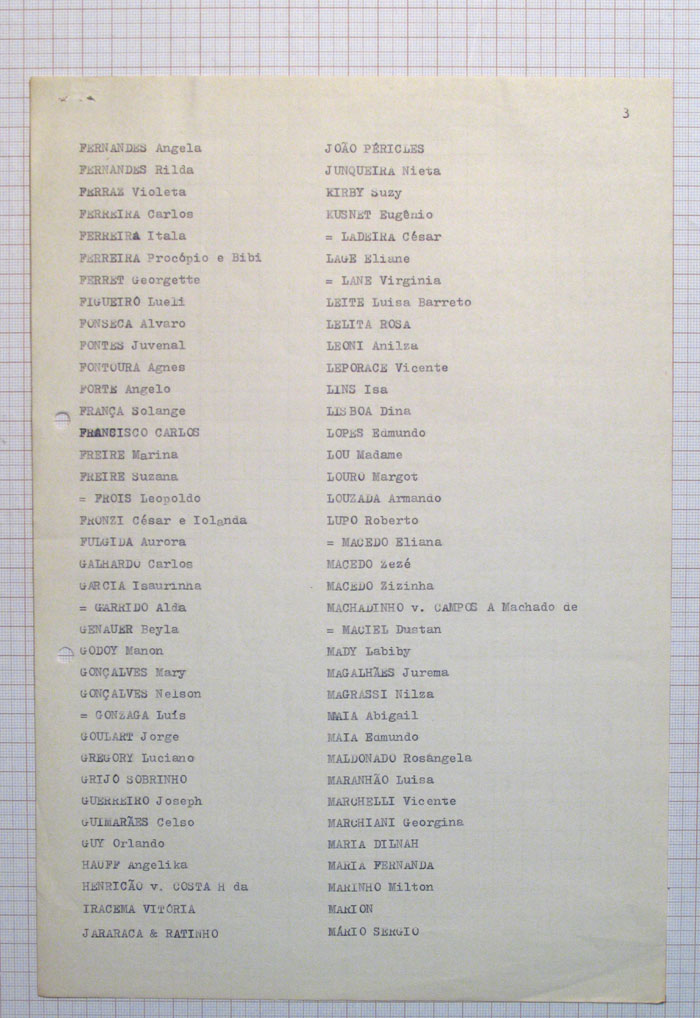 3
FERNANDES Angela
FERNANDES Rilda
FERRAZ Violeta
FERREIRA Carlos
FERREIRA Itala
FERREIRA Procópio e Bibi
FERRET Georgette
FIGUEIRÓ Lueli
FONSECA Alvaro
FONTES Juvenal
FONTOURA Agnes
FORTE Angelo
FRANÇA Solange
FRANCISCO CARLOS
FREIRE Marina
FREIRE Suzana
= FROIS Leopoldo
FRONZI César e Iolanda
FULGIDA Aurora
GALHARDO Carlos
GARCIA Isaurinha
= GARRIDO Alda
GENAUER Beyla
GODOY Manon
GONÇALVES Mary
GONÇALVES Nelson
= GONZAGA Luís
GOULART Jorge
GREGORY Luciano
GRIJÓ SOBRINHO
GUERREIRO Joseph
GUIMARÃES Celso
GUY Orlando
HAUFF Angelika
HENRICÃO v. COSTA H da
IRACEMA VITÓRIA
JARARACA & RATINHO
JOÃO PÉRICLES
JUNQUEIRA Nieta
KIRBY Suzy
KUSNET Eugênio
= LADEIRA César
LAGE Eliane
= LANE Virginia
LEITE Luisa Barreto
LELITA ROSA
LEONI Anilza
LEPORACE Vicente
LINS Isa
LISBOA Dina
LOPES Edmundo
LOU Madame
LOURO Margot
LOUZADA Armando
LUPO Roberto
= MACEDO Eliana
MACEDO Zezé
MACEDO Zizinha
MACHADINHO v. CAMPOS A Machado de
= MACIEL Dustan
MADY Labiby
MAGALHÃES Jurema
MAGRASSI Nilza
MAIA Abigail
MAIA Edmundo
MALDONADO Rosângela
MARANHÃO Luisa
MARCHELLI Vicente
MARCHIANI Georgina
MARIA DILNAH
MARIA FERNANDA
MARINHO Milton
MARION
MÁRIO SERGIO